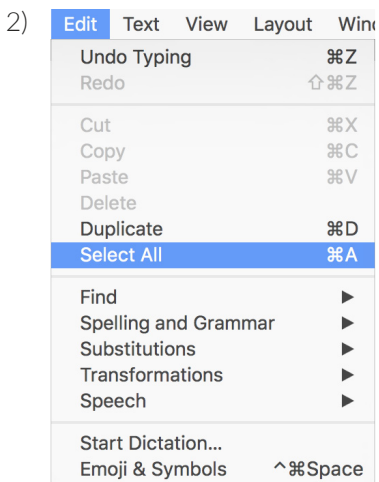 2) Edit Text View Layout
Undo Typing ⌘Z
Redo ⇧⌘Z
Cut ⌘X
Copy ⌘C
Paste ⌘V
Delete
Duplicate ⌘D
Select All ⌘A
Find ▶
Spelling and Grammar ▶
Substitutions ▶
Transformations ▶
Speech ▶
Start Dictation...
Emoji & Symbols ^⌘Space